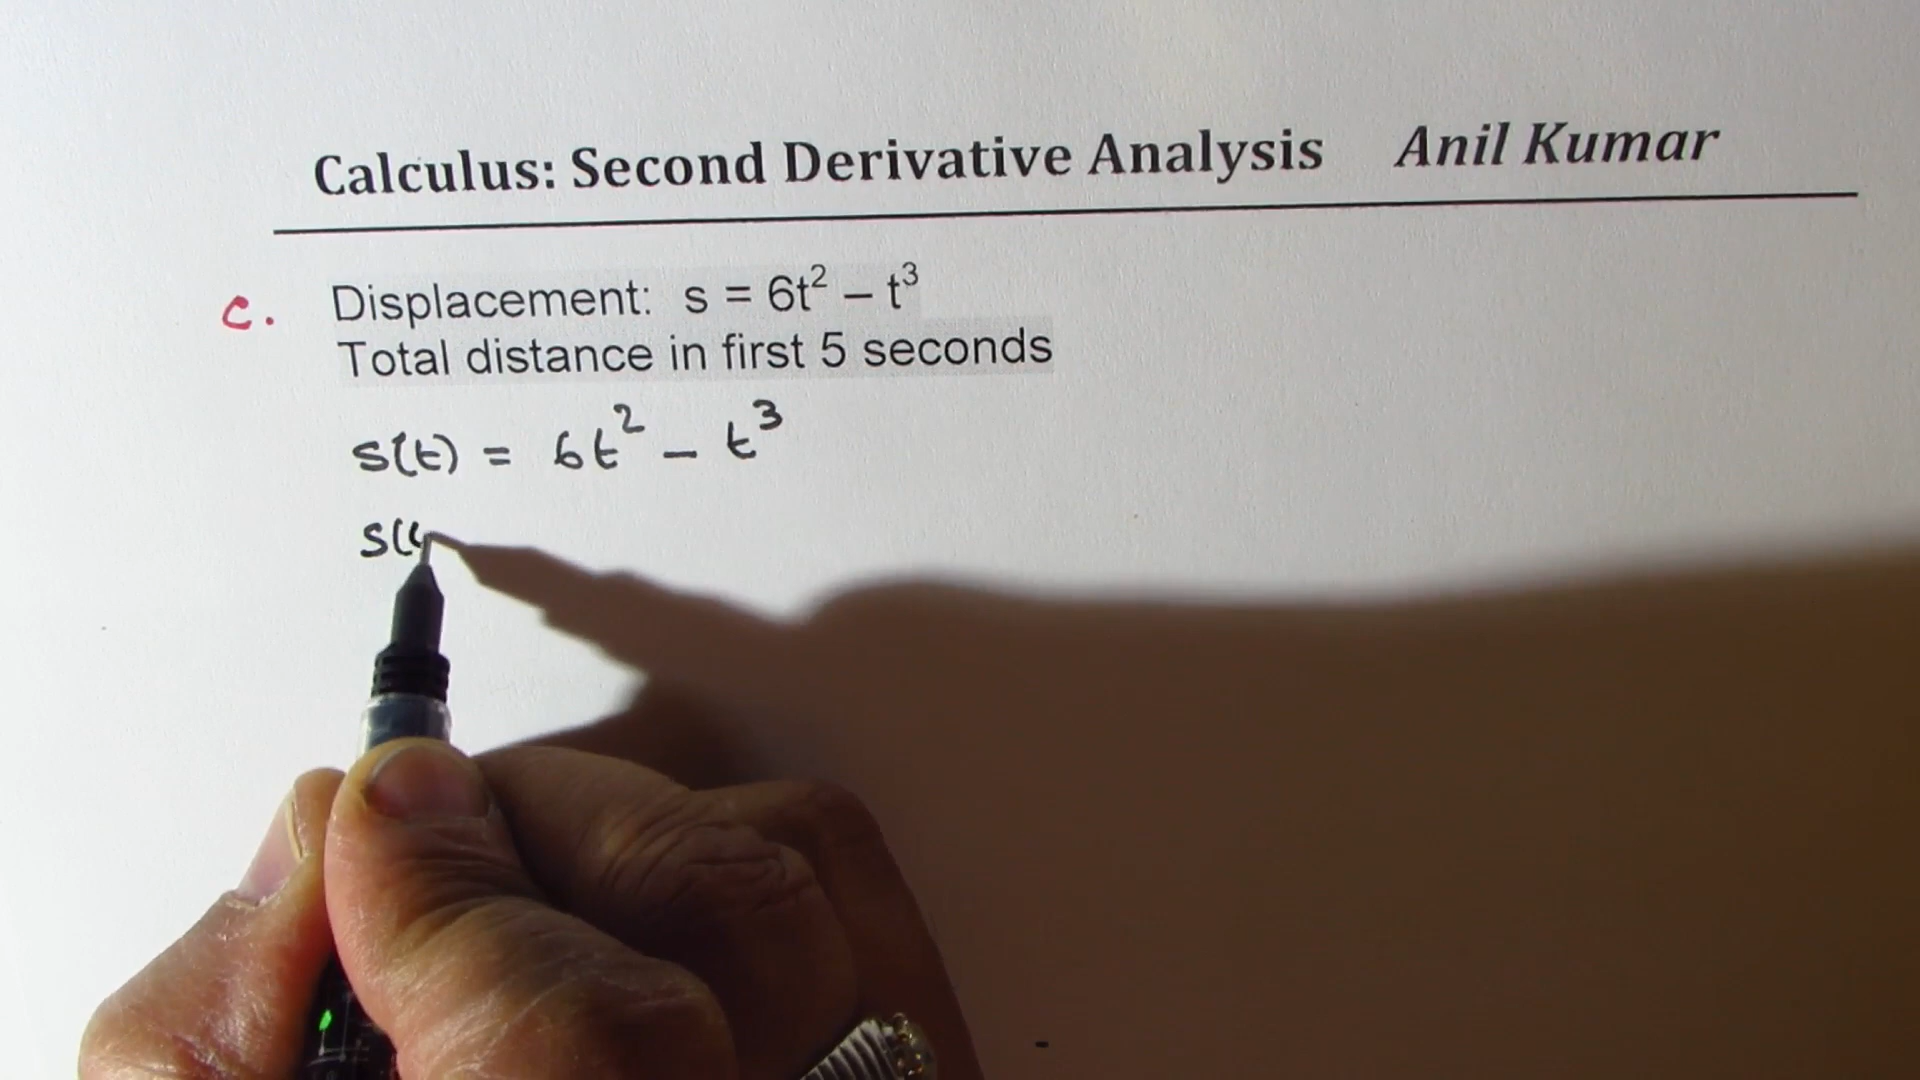 Calculus: Second Derivative Analysis Anil Kumar
c. Displacement: s = 6t² – t³
Total distance in first 5 seconds
s(t) = 6t² – t³
s(